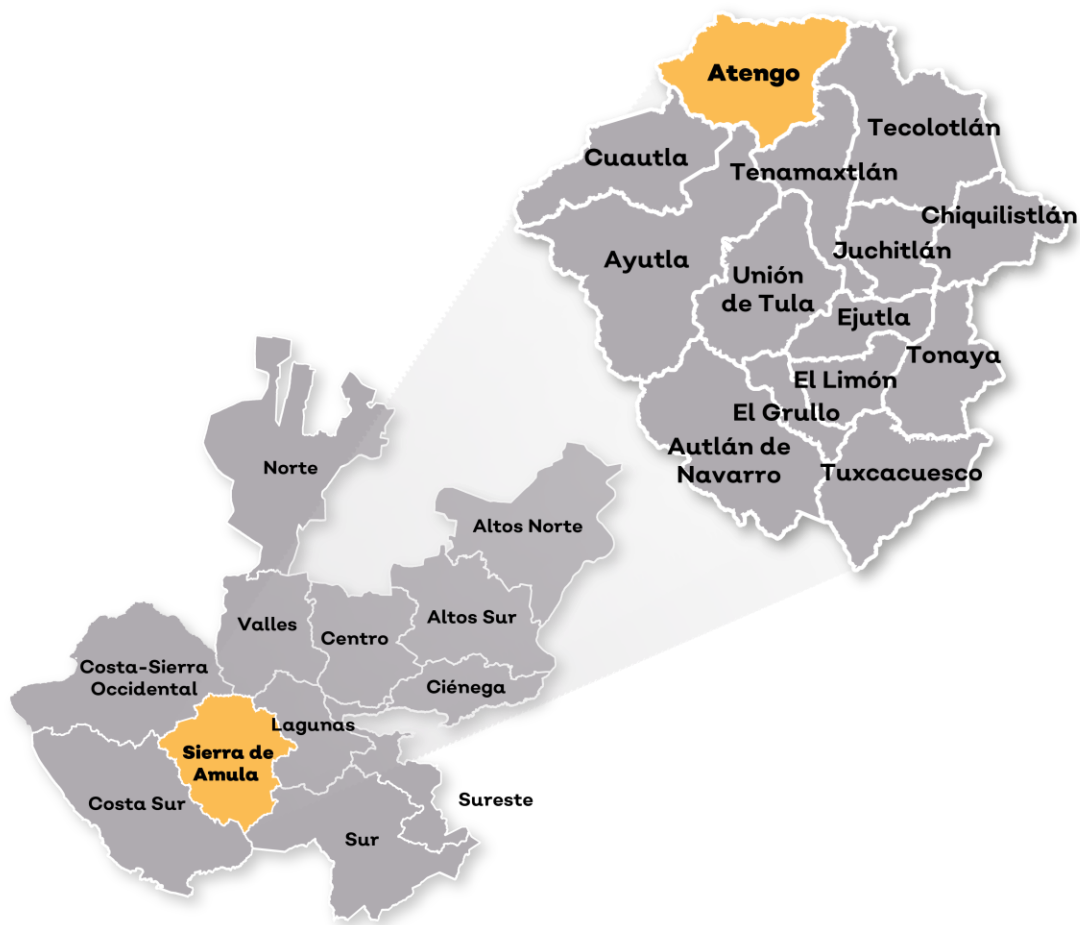 Atengo
Tecolotlán
Cuautla
Tenamaxtlán
Chiquilistlán
Juchitlán
Ayutla
Unión
de Tula
Ejutla
Tonaya
El Limón
El Grullo
Autlán de
Navarro
Tuxcacuesco
Norte
Altos Norte
Valles
Centro
Altos Sur
Costa-Sierra
Occidental
Ciénega
Lagunas
Sierra de
Amula
Costa Sur
Sureste
Sur